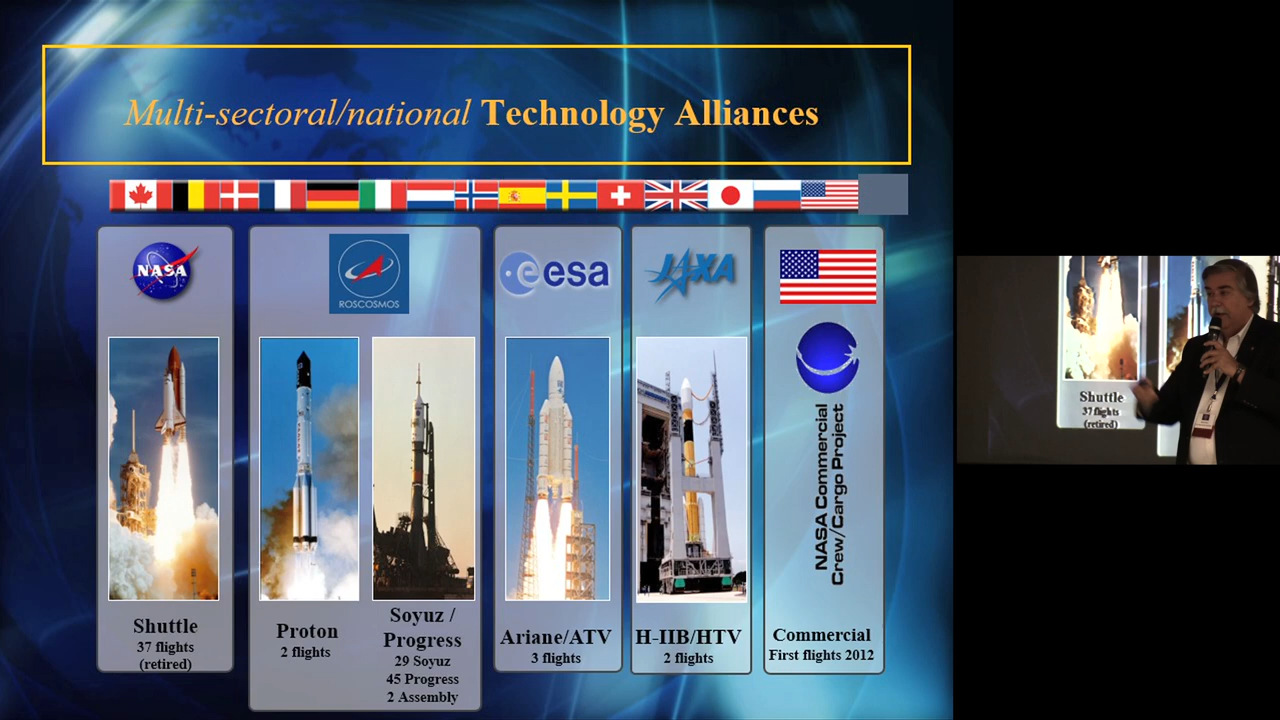 Multi-sectoral/national Technology Alliances
NASA
ROSCOSMOS
esa
JAXA
NASA Commercial
Crew/Cargo Project
Shuttle
37 flights
(retired)
Proton
2 flights
Soyuz /
Progress
29 Soyuz
45 Progress
2 Assembly
Ariane/ATV
3 flights
H-IIB/HTV
2 flights
Commercial
First flights 2012
Shuttle
37 flights
(retired)